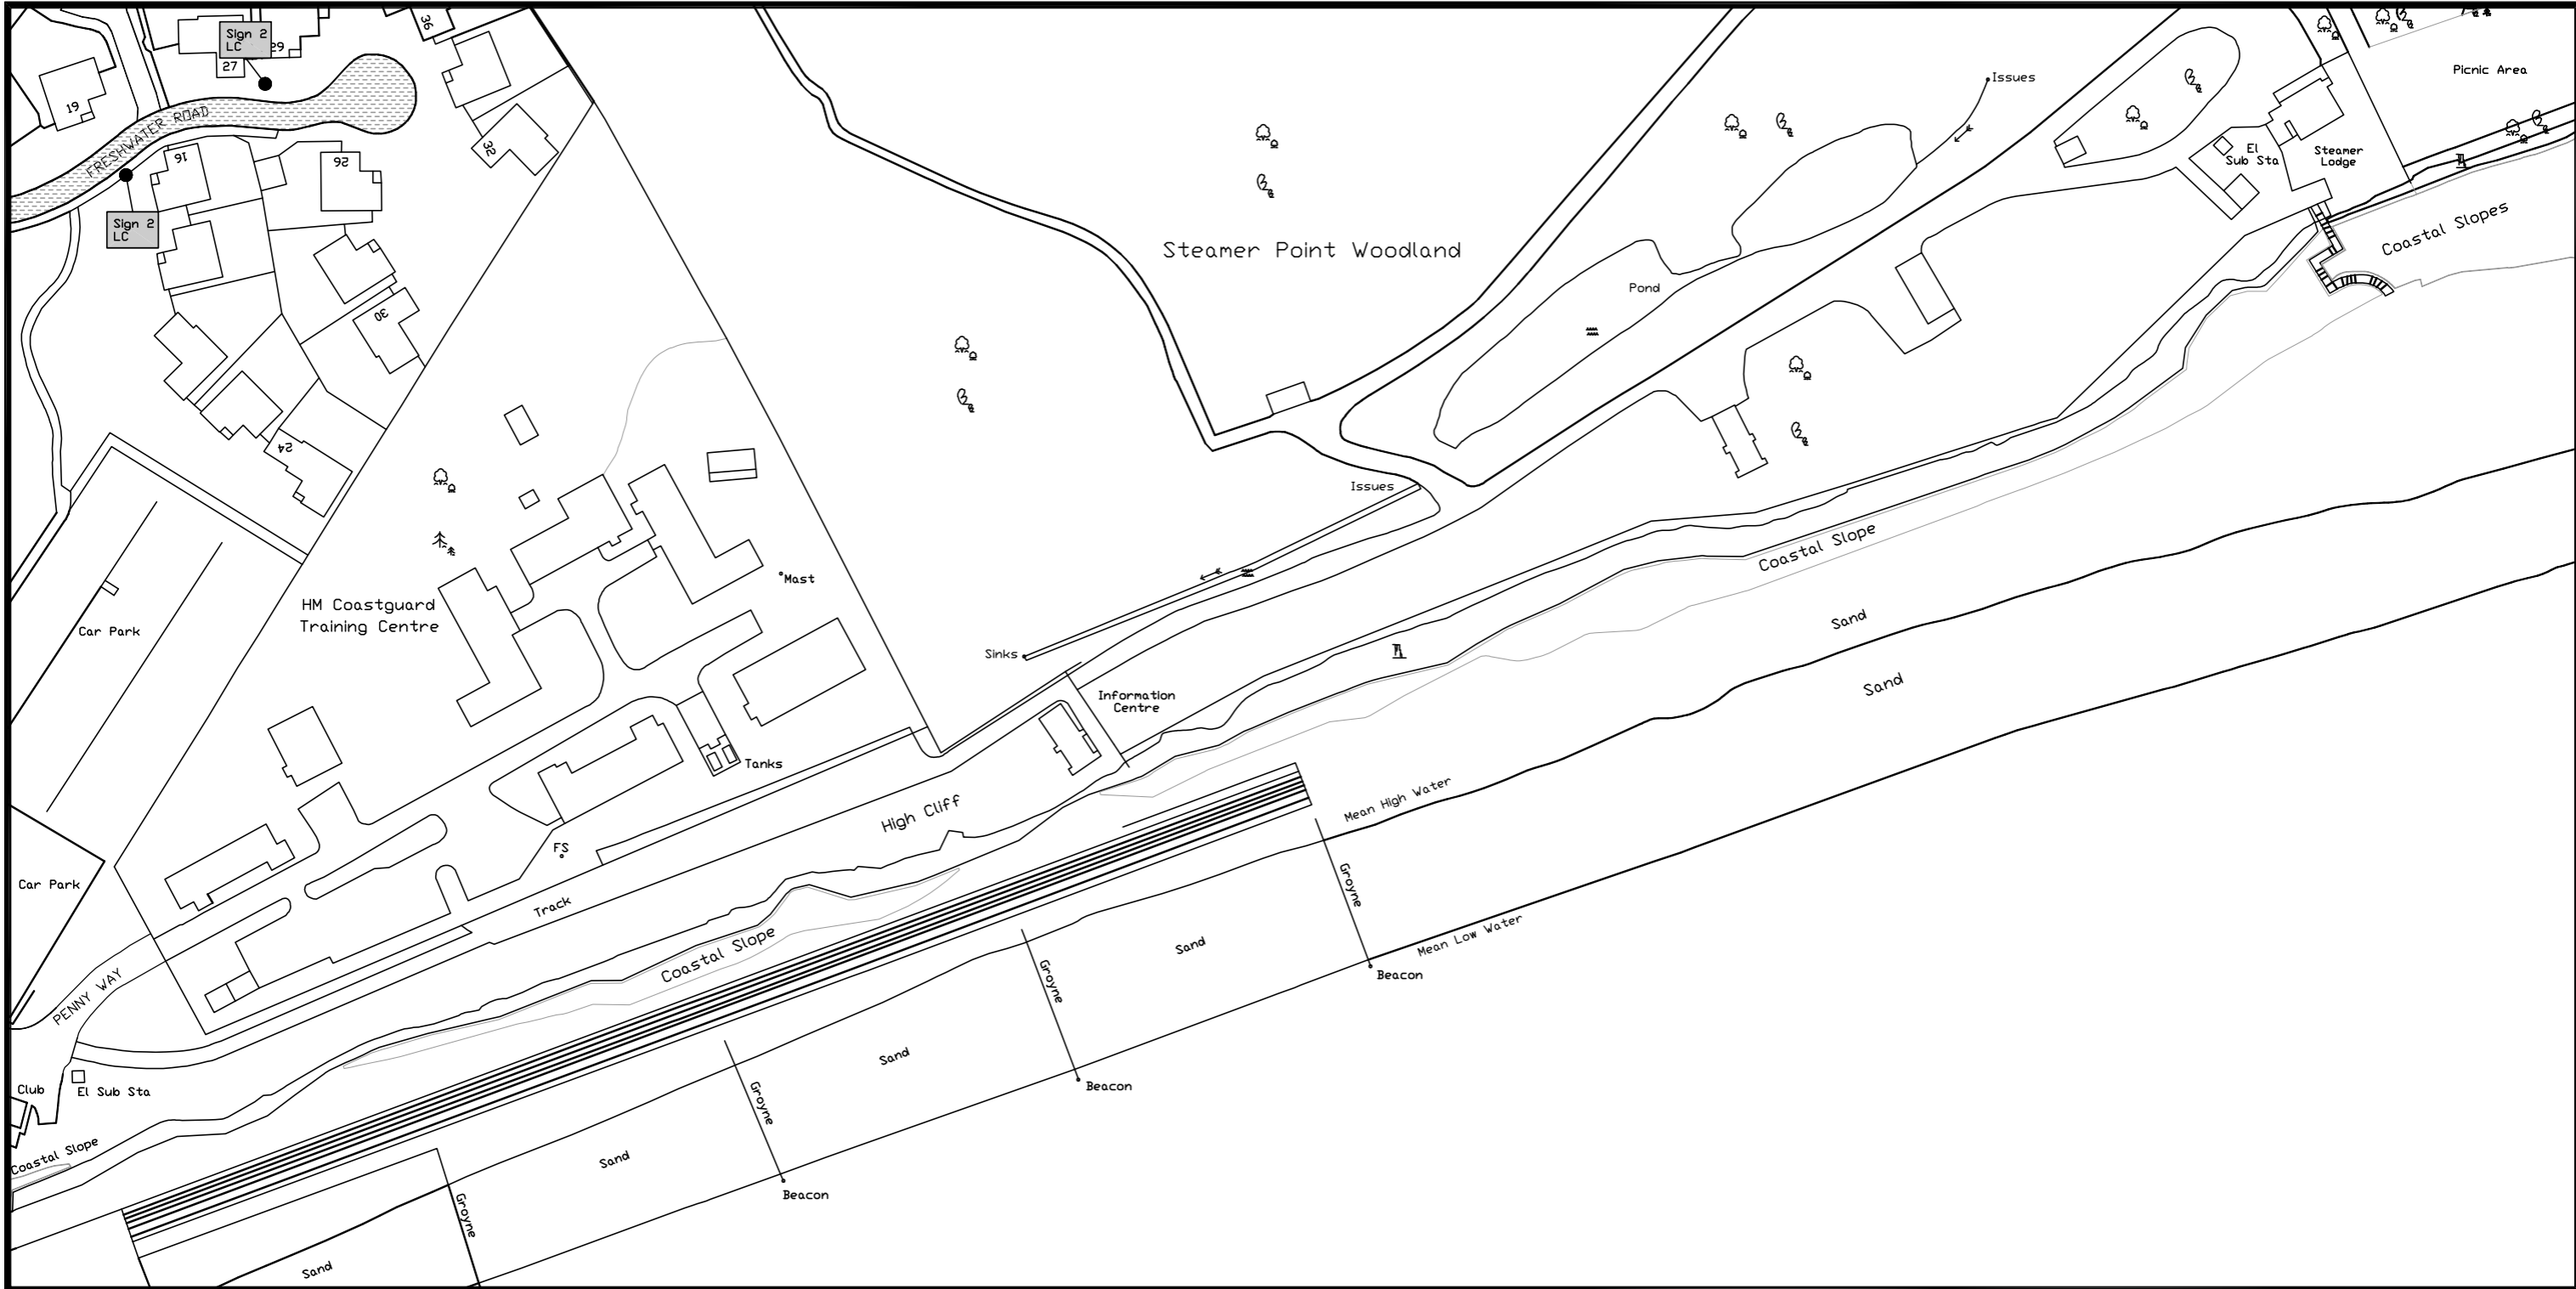 36
Sign 2
LC
29
27
19
FRESHWATER ROAD
Issues
Picnic Area
32
16
26
El
Sub Sta
Steamer
Lodge
Sign 2
LC
Coastal Slopes
Steamer Point Woodland
Pond
30
24
Issues
Coastal Slope
Mast
HM Coastguard
Training Centre
Car Park
Sand
Sinks
Sand
Information
Centre
Tanks
High Cliff
Mean High Water
FS
Car Park
Groyne
Track
Mean Low Water
Coastal Slope
Sand
Beacon
PENNY WAY
Groyne
Sand
Beacon
Club
El Sub Sta
Groyne
Coastal Slope
Sand
Beacon
Groyne
Sand